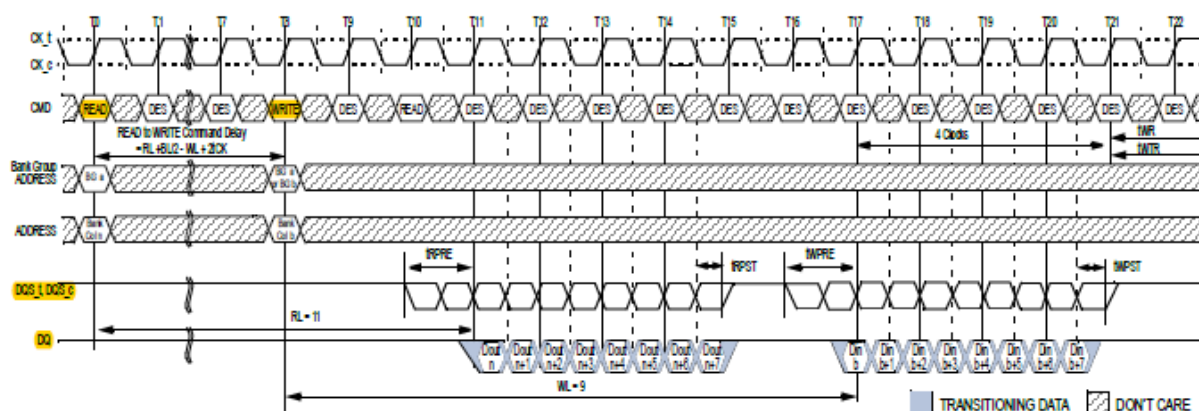 T0 T1 T7 T8 T9 T10 T11 T12 T13 T14 T15 T16 T17 T18 T19 T20 T21 T22
CK_t
CK_c
CMD READ DES DES WRITE DES READ DES DES DES DES DES DES DES DES DES DES DES DES
READ to WRITE Command Delay
= RL +BL/2 - WL + 2tCK
4 Clocks
tWR
tWTR
Bank Group
ADDRESS
BG a
BG a
or BG b
ADDRESS
Bank
Col n
Bank
Col b
tRPRE tRPST tWPRE tWPST
DQS_t, DQS_c
RL = 11
DQ
Dout
n
Dout
n+1
Dout
n+2
Dout
n+3
Dout
n+4
Dout
n+5
Dout
n+6
Dout
n+7
Din
b
Din
b+1
Din
b+2
Din
b+3
Din
b+4
Din
b+5
Din
b+6
Din
b+7
WL = 9
TRANSITIONING DATA DON'T CARE